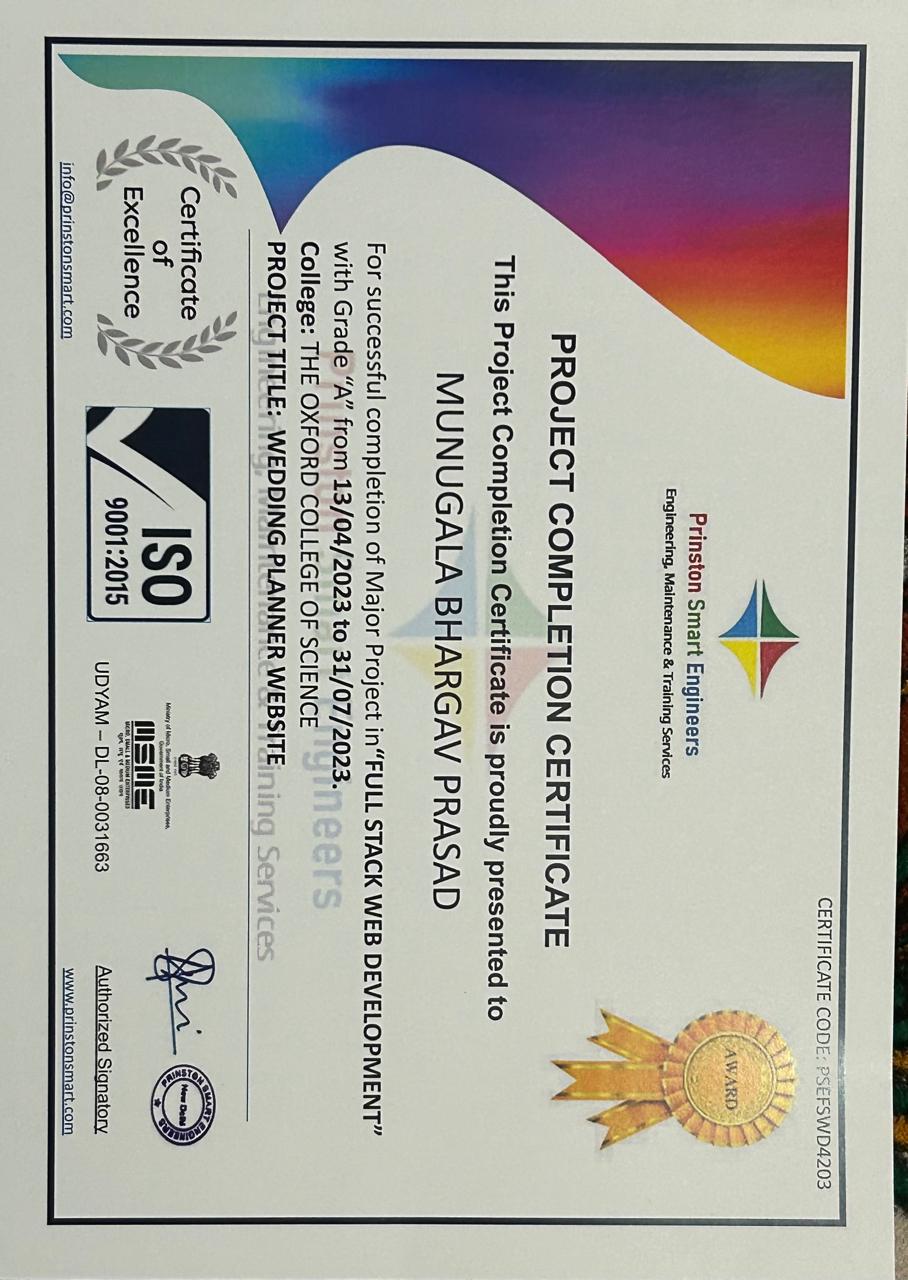 CERTIFICATE CODE: PSEFSWD4203
AWARD
Prinston Smart Engineers
Engineering, Maintenance & Training Services
PROJECT COMPLETION CERTIFICATE
This Project Completion Certificate is proudly presented to
MUNUGALA BHARGAV PRASAD
For successful completion of Major Project in“FULL STACK WEB DEVELOPMENT”
with Grade “A” from 13/04/2023 to 31/07/2023.
College: THE OXFORD COLLEGE OF SCIENCE
PROJECT TITLE: WEDDING PLANNER WEBSITE
Prinston Smart Engineers
Engineering, Maintenance & Training Services
Certificate
of
Excellence
ISO
9001:2015
Ministry of Micro, Small and Medium Enterprises,
Government of India
MSME
MICRO, SMALL & MEDIUM ENTERPRISES
UDYAM – DL-08-0031663
PRINSTON SMART ENGINEERS
New Delhi
Authorized Signatory
info@prinstonsmart.com
www.prinstonsmart.com